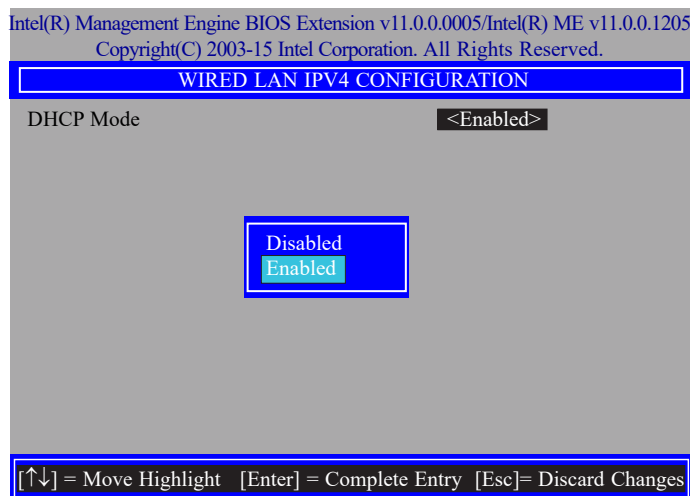 Intel(R) Management Engine BIOS Extension v11.0.0.0005/Intel(R) ME v11.0.0.1205
Copyright(C) 2003-15 Intel Corporation. All Rights Reserved.
WIRED LAN IPV4 CONFIGURATION
DHCP Mode <Enabled>
Disabled
Enabled
[↑↓] = Move Highlight [Enter] = Complete Entry [Esc]= Discard Changes